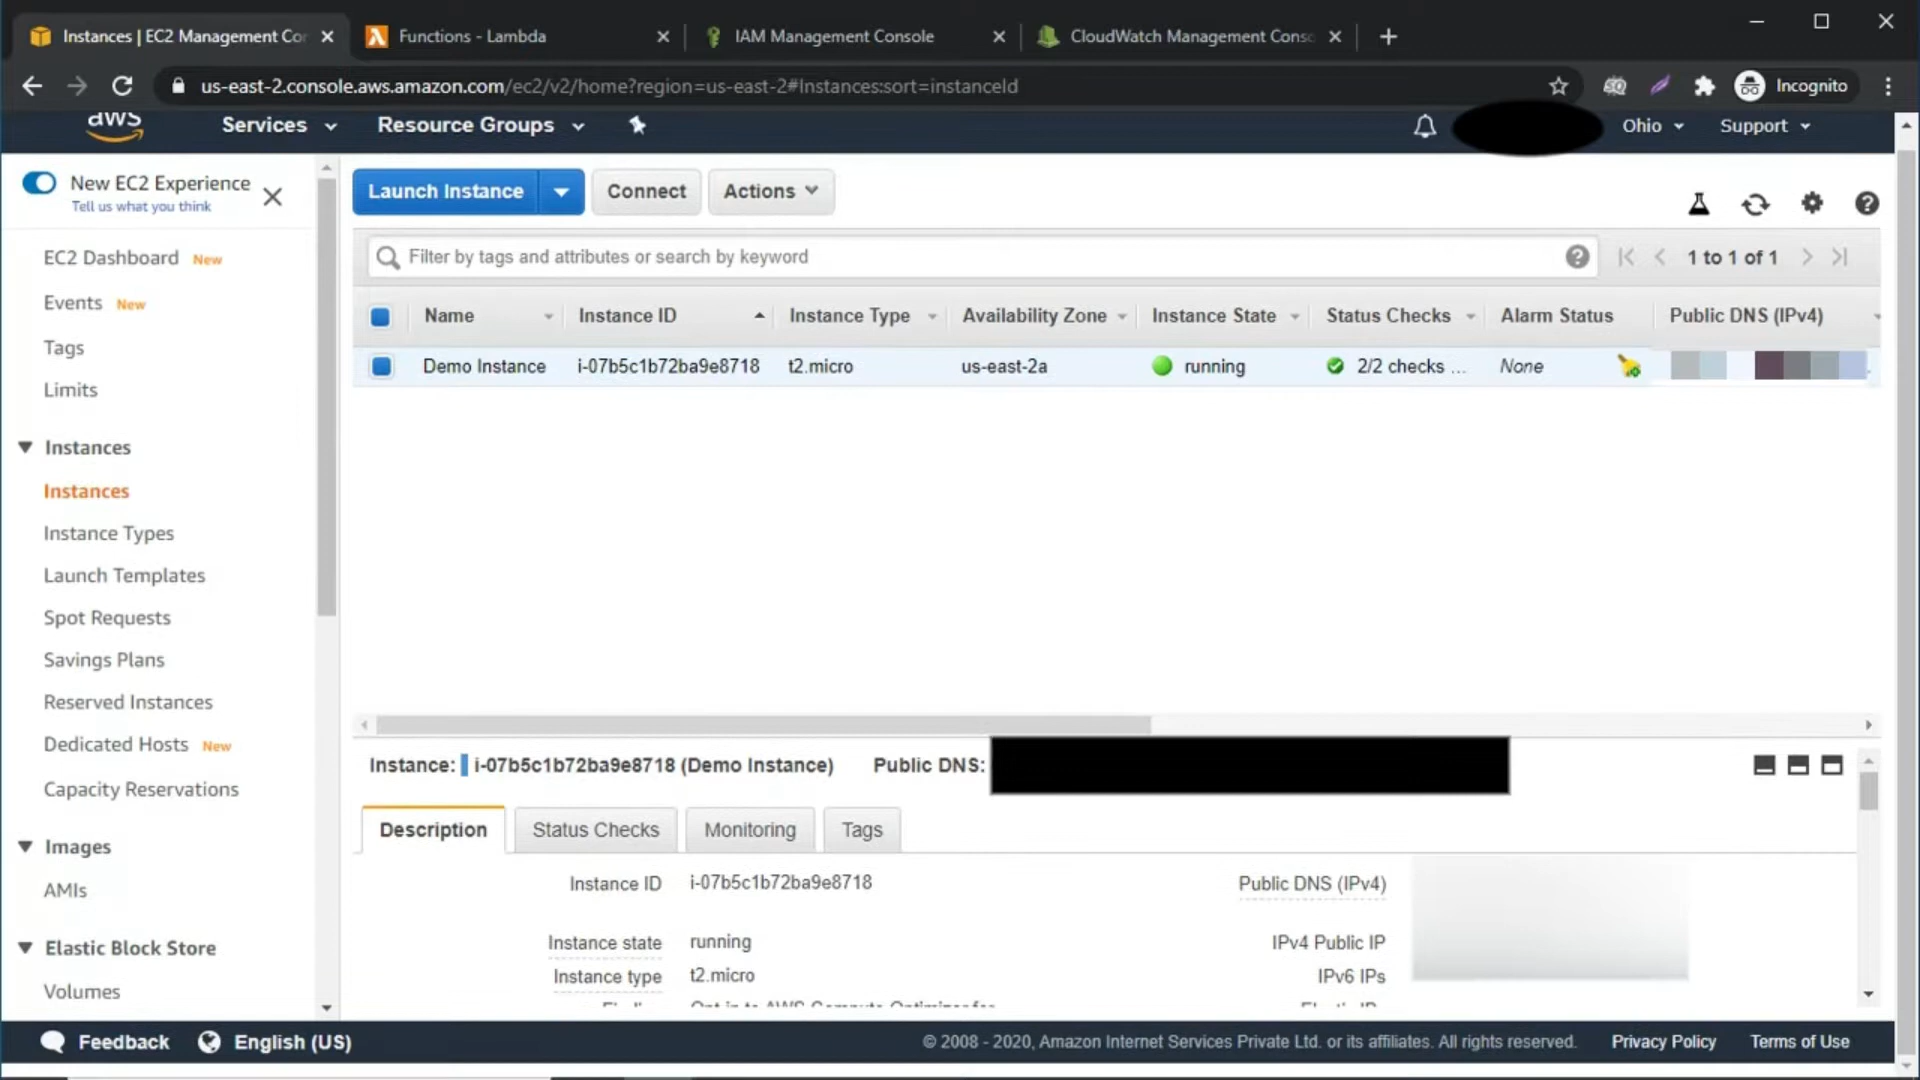 Instances | EC2 Management Co
Functions - Lambda
IAM Management Console
CloudWatch Management Conso
us-east-2.console.aws.amazon.com/ec2/v2/home?region=us-east-2#Instances:sort=instanceId
Incognito
aws
Services
Resource Groups
Ohio
Support
New EC2 Experience
Tell us what you think
EC2 Dashboard New
Events New
Tags
Limits
Instances
Instances
Instance Types
Launch Templates
Spot Requests
Savings Plans
Reserved Instances
Dedicated Hosts New
Capacity Reservations
Images
AMIs
Elastic Block Store
Volumes
Launch Instance
Connect
Actions
Filter by tags and attributes or search by keyword
1 to 1 of 1
Name Instance ID Instance Type Availability Zone Instance State Status Checks Alarm Status Public DNS (IPv4)
Demo Instance i-07b5c1b72ba9e8718 t2.micro us-east-2a running 2/2 checks ... None
Instance: i-07b5c1b72ba9e8718 (Demo Instance) Public DNS:
Description Status Checks Monitoring Tags
Instance ID i-07b5c1b72ba9e8718 Public DNS (IPv4)
Instance state running IPv4 Public IP
Instance type t2.micro IPv6 IPs
Feedback
English (US)
© 2008 - 2020, Amazon Internet Services Private Ltd. or its affiliates. All rights reserved.
Privacy Policy
Terms of Use